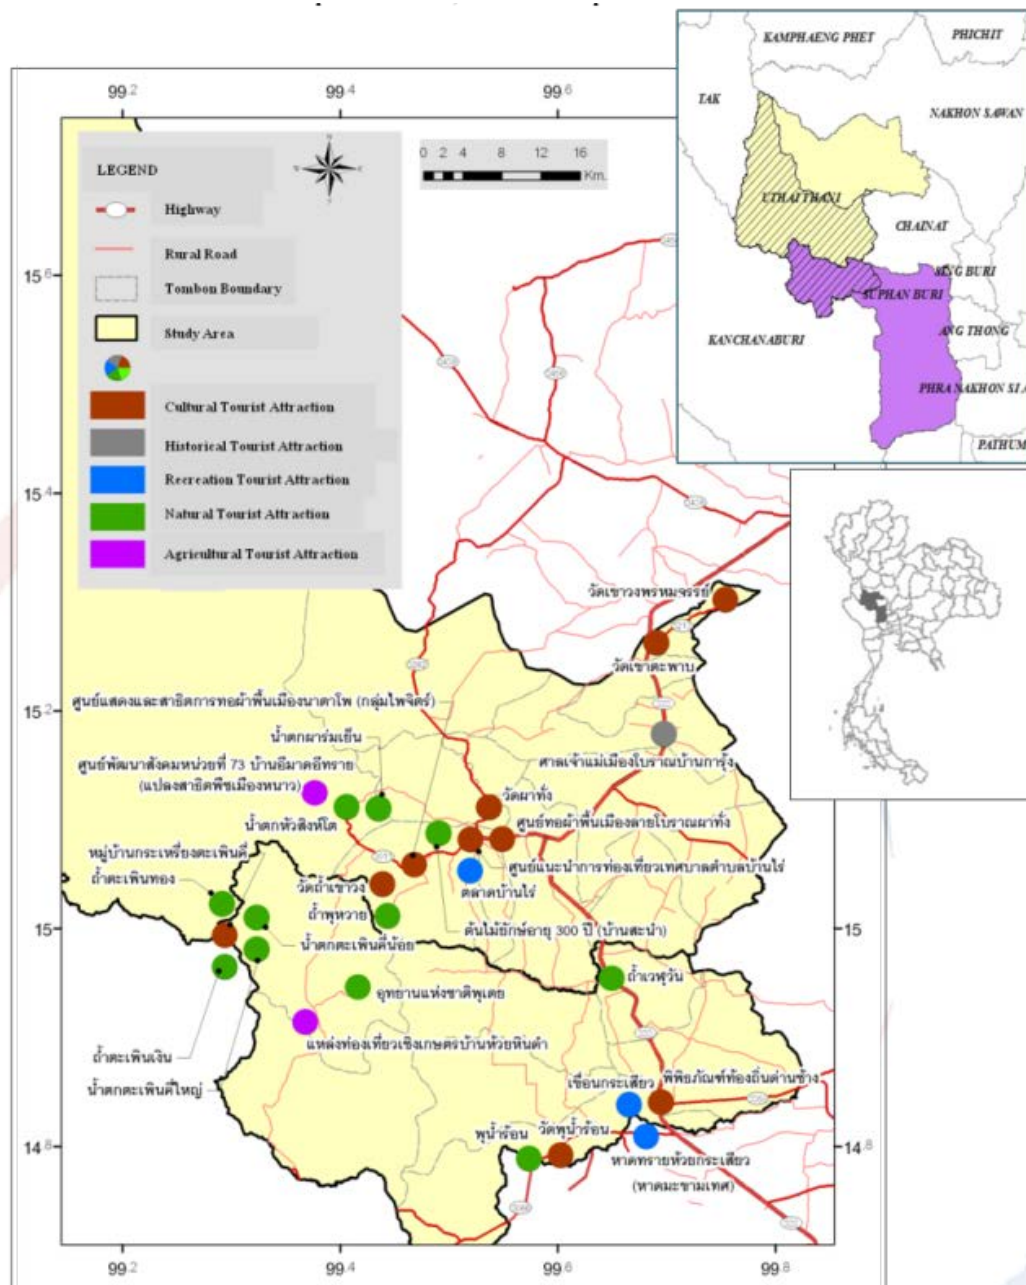 99.2
99.4
99.6
LEGEND
Highway
Rural Road
Tombon Boundary
Study Area
Cultural Tourist Attraction
Historical Tourist Attraction
Recreation Tourist Attraction
Natural Tourist Attraction
Agricultural Tourist Attraction
0 2 4 8 12 16
Km.
KAMPHAENG PHET
PHICHIT
TAK
NAKHON SAWAN
UTHAI THANI
CHAINAT
SING BURI
SUPHAN BURI
ANG THONG
KANCHANABURI
PHRA NAKHON SI A
PATHUM
15.6
15.4
15.2
15
14.8
15
14.8
วัดเขาวงพรหมจรรย์
วัดเขาตะพาบ
ศูนย์แสดงและสาธิตการทอผ้าพื้นเมืองนาตาโพ (กลุ่มไพจิตร์)
น้ำตกผาร่มเย็น
ศาลเจ้าแม่เมืองโบราณบ้านการุ้ง
ศูนย์พัฒนาสังคมหน่วยที่ 73 บ้านอีมาดอีทราย
(แปลงสาธิตพืชเมืองหนาว)
วัดผาทั่ง
น้ำตกหัวสิงห์โต
ศูนย์ทอผ้าพื้นเมืองลายโบราณผาทั่ง
หมู่บ้านกระเหรี่ยงตะเพินคี่
ศูนย์แนะนำการท่องเที่ยวเทศบาลตำบลบ้านไร่
ถ้ำตะเพินทอง
วัดถ้ำเขาวง
ตลาดบ้านไร่
ถ้ำพุหวาย
ต้นไม้ยักษ์อายุ 300 ปี (บ้านสะนำ)
น้ำตกตะเพินคี่น้อย
ถ้ำเวฬุวัน
อุทยานแห่งชาติพุเตย
แหล่งท่องเที่ยวเชิงเกษตรบ้านห้วยหินดำ
ถ้ำตะเพินเงิน
น้ำตกตะเพินคี่ใหญ่
เขื่อนกระเสียว
พิพิธภัณฑ์ท้องถิ่นด่านช้าง
พุน้ำร้อน
วัดพุน้ำร้อน
หาดทรายห้วยกระเสียว
(หาดมะขามเทศ)
99.2
99.4
99.6
99.8